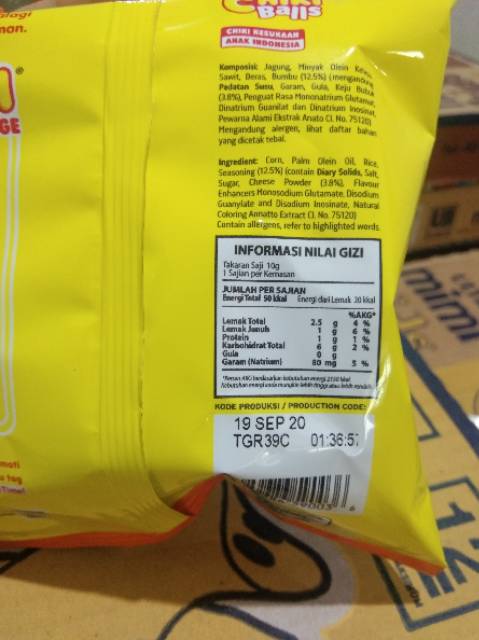 man.
GE
Balls
CHIKI KESUKAAN
ANAK INDONESIA
Komposisi: Jagung, Minyak Olein
Sawit, Beras, Bumbu (12.5%)
Padatan Susu, Garam, Gula, Keju Bubuk
(3.8%), Penguat Rasa Mononatrium Glutamat,
Dinatrium Guanilat dan Dinatrium Inosinat,
Pewarna Alami Ekstrak Anato CI. No. 75120)
Mengandung alergen, lihat daftar bahan
yang dicetak tebal.
Ingredient: Corn, Palm Olein Oil, Rice,
Seasoning (12.5%) (contain Diary Solids, Salt,
Sugar, Cheese Powder (3.8%), Flavour
Enhancers Monosodium Glutamate, Disodium
Guanylate and Disodium Inosinate, Natural
Coloring Annatto Extract CI. No. 75120)
Contain allergens, refer to highlighted words.
INFORMASI NILAI GIZI
Takaran Saji 10g
1 Sajian per Kemasan
JUMLAH PER SAJIAN
Energi Total 50 kkal Energi dari Lemak 20 kkal
%AKG*
Lemak Total 2.5 g 4 %
Lemak Jenuh 1 g 6 %
Protein 1 g 1 %
Karbohidrat Total 6 g 2 %
Gula 0 g
Garam (Natrium) 80 mg 5 %
KODE PRODUKSI / PRODUCTION CODE:
19 SEP 20
TGR39C 01:36:5
Time!
mimi